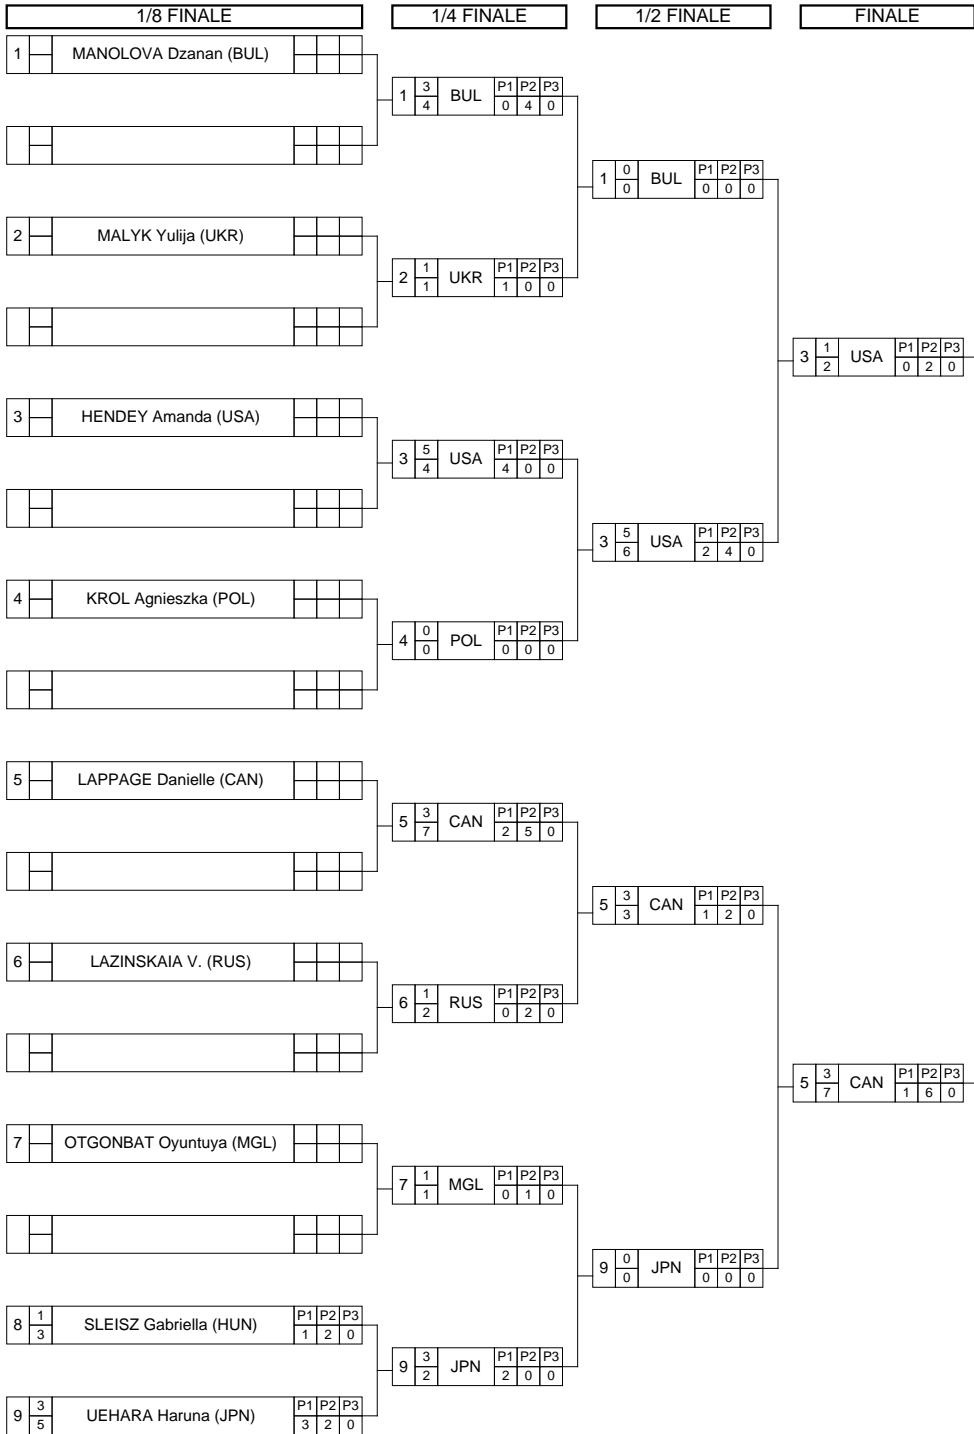 1/8 FINALE 1/4 FINALE 1/2 FINALE FINALE
1 MANOLOVA Dzanan (BUL)
1 3 4 BUL P1 P2 P3 0 4 0
1 0 0 BUL P1 P2 P3 0 0 0
2 MALYK Yulija (UKR)
2 1 1 UKR P1 P2 P3 1 0 0
3 1 2 USA P1 P2 P3 0 2 0
3 HENDEY Amanda (USA)
3 5 4 USA P1 P2 P3 4 0 0
3 5 6 USA P1 P2 P3 2 4 0
4 KROL Agnieszka (POL)
4 0 0 POL P1 P2 P3 0 0 0
5 LAPPAGE Danielle (CAN)
5 3 7 CAN P1 P2 P3 2 5 0
5 3 3 CAN P1 P2 P3 1 2 0
6 LAZINSKAIA V. (RUS)
6 1 2 RUS P1 P2 P3 0 2 0
5 3 7 CAN P1 P2 P3 1 6 0
7 OTGONBAT Oyuntuya (MGL)
7 1 1 MGL P1 P2 P3 0 1 0
9 0 0 JPN P1 P2 P3 0 0 0
8 1 3 SLEISZ Gabriella (HUN) P1 P2 P3 1 2 0
9 3 2 JPN P1 P2 P3 2 0 0
9 3 5 UEHARA Haruna (JPN) P1 P2 P3 3 2 0